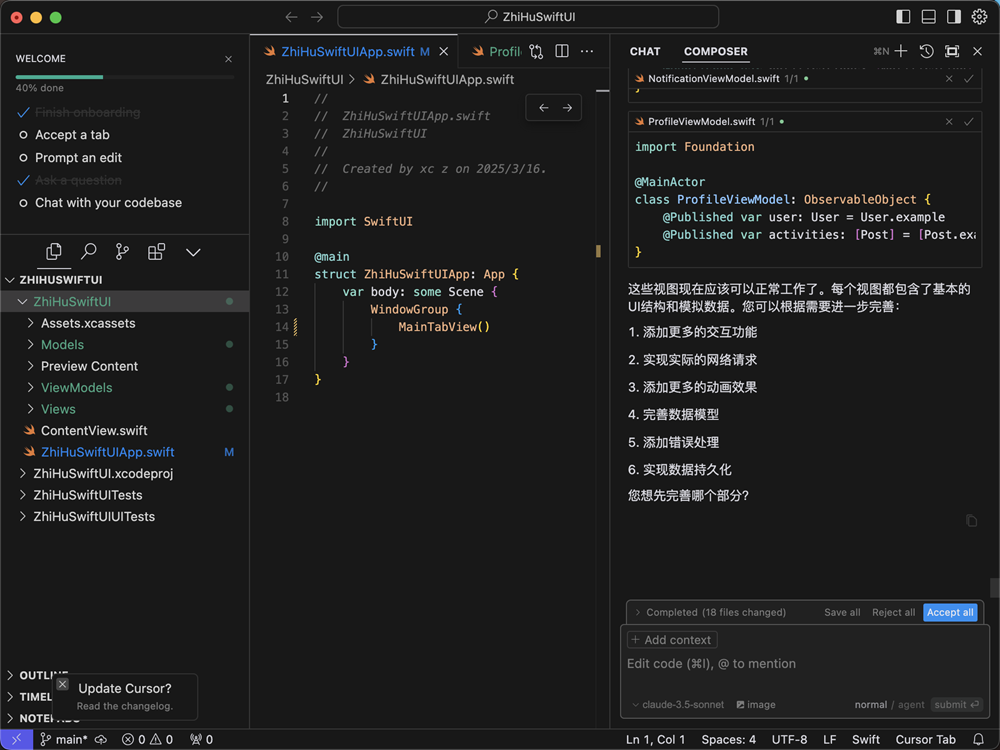 ZhiHuSwiftUI
WELCOME
40% done
Finish onboarding
Accept a tab
Prompt an edit
Ask a question
Chat with your codebase
ZHIHUSWIFTUI
ZhiHuSwiftUI
Assets.xcassets
Models
Preview Content
ViewModels
Views
ContentView.swift
ZhiHuSwiftUIApp.swift M
ZhiHuSwiftUI.xcodeproj
ZhiHuSwiftUITests
ZhiHuSwiftUIUITests
OUTLINE
TIMEL
Update Cursor?
Read the changelog.
ZhiHuSwiftUIApp.swift M
Profil
ZhiHuSwiftUI > ZhiHuSwiftUIApp.swift
1 //
2 // ZhiHuSwiftUIApp.swift
3 // ZhiHuSwiftUI
4 //
5 // Created by xc z on 2025/3/16.
6 //
7
8 import SwiftUI
9
10 @main
11 struct ZhiHuSwiftUIApp: App {
12 var body: some Scene {
13 WindowGroup {
14 MainTabView()
15 }
16 }
17 }
18
CHAT COMPOSER ⌘N
NotificationViewModel.swift 1/1
}
ProfileViewModel.swift 1/1
import Foundation
@MainActor
class ProfileViewModel: ObservableObject {
@Published var user: User = User.example
@Published var activities: [Post] = [Post.exa
}
这些视图现在应该可以正常工作了。每个视图都包含了基本的
UI结构和模拟数据。您可以根据需要进一步完善：
1. 添加更多的交互功能
2. 实现实际的网络请求
3. 添加更多的动画效果
4. 完善数据模型
5. 添加错误处理
6. 实现数据持久化
您想先完善哪个部分？
Completed (18 files changed) Save all Reject all Accept all
+ Add context
Edit code (⌘I), @ to mention
claude-3.5-sonnet image normal / agent submit
main* 0 0 0 Ln 1, Col 1 Spaces: 4 UTF-8 LF Swift Cursor Tab